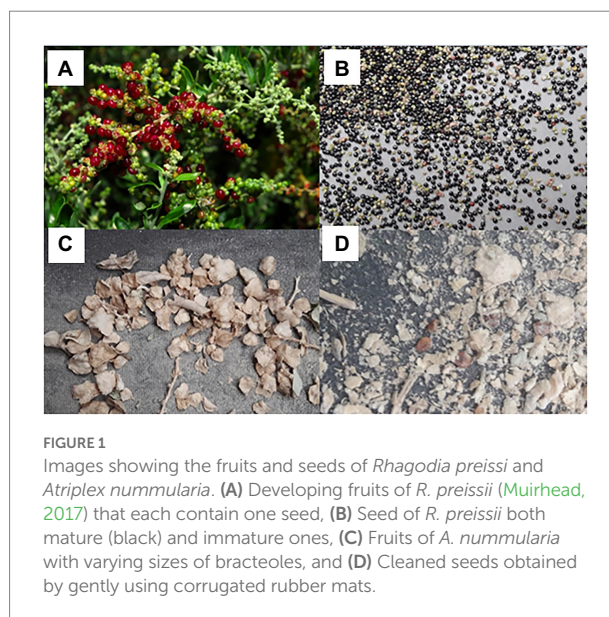 A
B
C
D
FIGURE 1
Images showing the fruits and seeds of Rhagodia preissi and
Atriplex nummularia. (A) Developing fruits of R. preissii (Muirhead,
2017) that each contain one seed, (B) Seed of R. preissii both
mature (black) and immature ones, (C) Fruits of A. nummularia
with varying sizes of bracteoles, and (D) Cleaned seeds obtained
by gently using corrugated rubber mats.